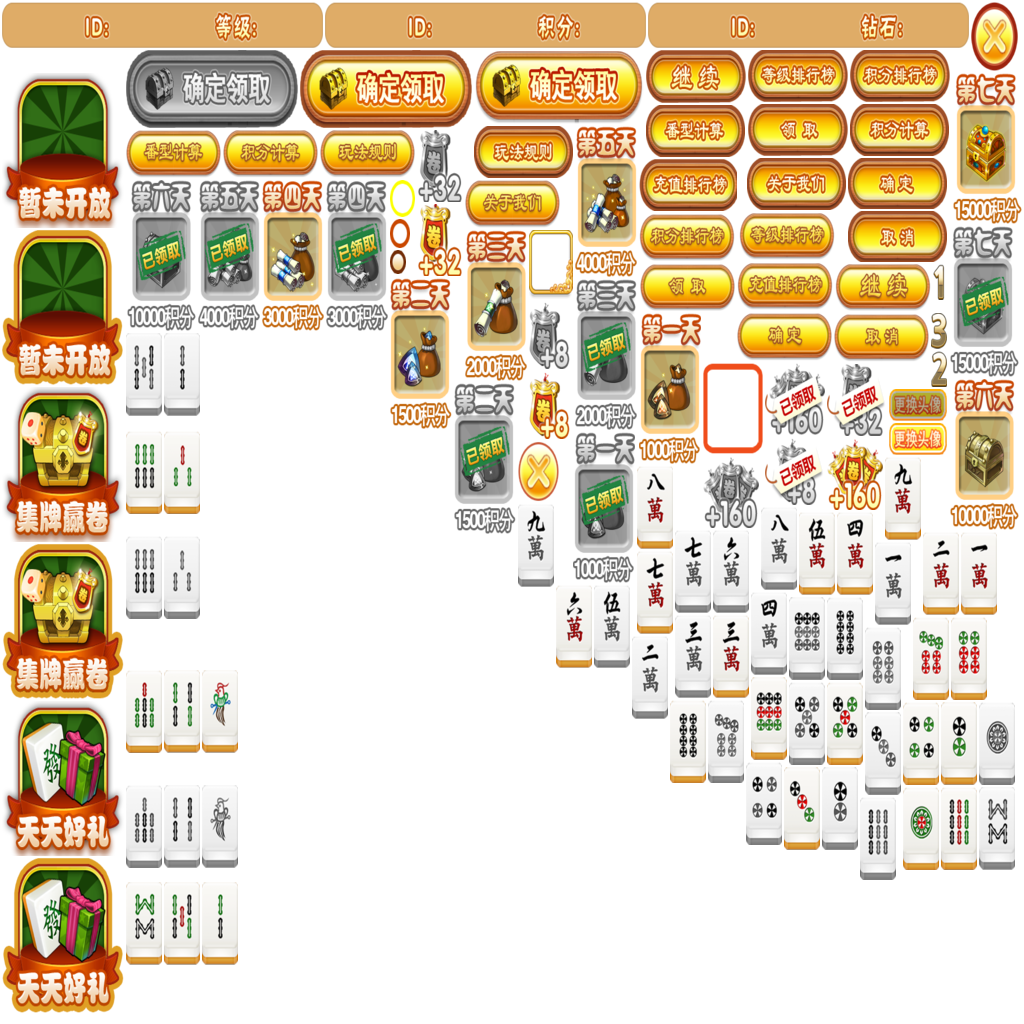 ID: 等级:
ID: 积分:
ID: 钻石:
确定领取
确定领取
确定领取
继续
等级排行榜
积分排行榜
第七天
15000积分
番型计算
积分计算
玩法规则
卷
+32
玩法规则
第五天
4000积分
番型计算
领取
积分计算
充值排行榜
关于我们
确定
暂未开放
第六天
已领取
10000积分
第五天
已领取
4000积分
第四天
3000积分
第四天
已领取
3000积分
卷
+32
关于我们
积分排行榜
等级排行榜
取消
第七天
已领取
15000积分
第三天
2000积分
领取
充值排行榜
继续
1
3
2
第二天
1500积分
卷
+8
第三天
已领取
2000积分
第一天
1000积分
确定
取消
暂未开放
卷
+8
已领取
+160
已领取
+32
更换头像
更换头像
第六天
10000积分
第二天
已领取
1500积分
第一天
已领取
1000积分
卷
+160
已领取
+8
卷
+160
卷
集牌赢卷
八萬
九萬
九萬
七萬
六萬
八萬
伍萬
四萬
一萬
二萬
一萬
七萬
六萬
伍萬
二萬
三萬
三萬
四萬
卷
集牌赢卷
發
天天好礼
發
天天好礼